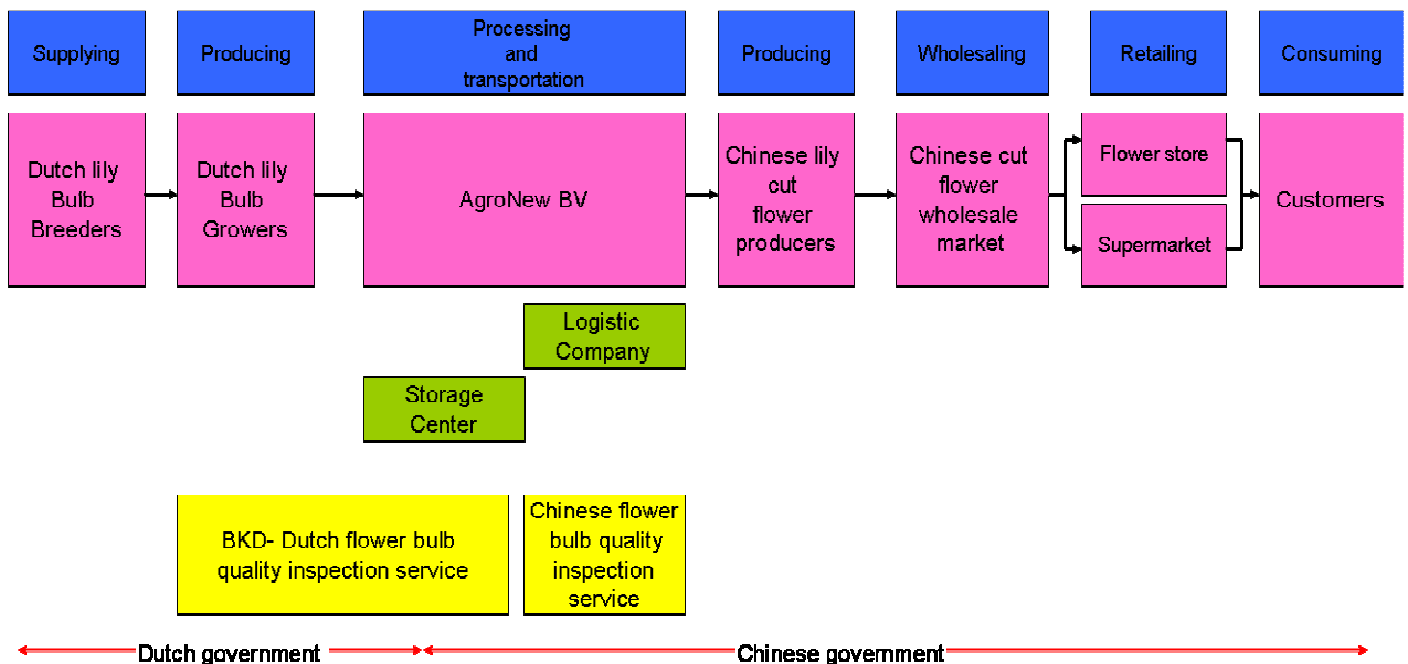 Supplying
Producing
Processing
and
transportation
Producing
Wholesaling
Retailing
Consuming
Dutch lily
Bulb
Breeders
Dutch lily
Bulb
Growers
AgroNew BV
Chinese lily
cut
flower
producers
Chinese cut
flower
wholesale
market
Flower store
Supermarket
Customers
Logistic
Company
Storage
Center
BKD- Dutch flower bulb
quality inspection service
Chinese flower
bulb quality
inspection
service
Dutch government
Chinese government